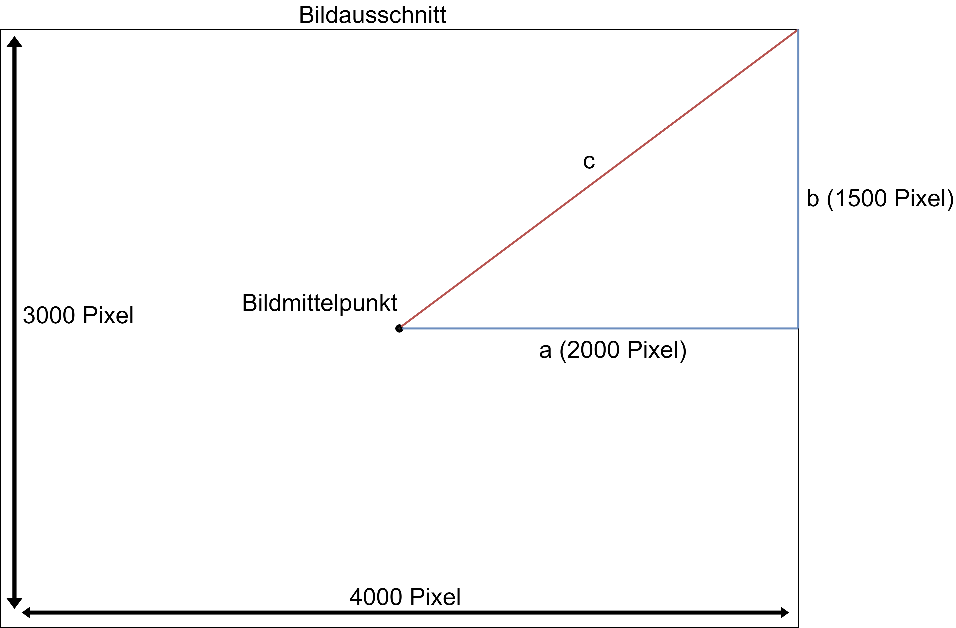 Bildausschnitt
c
b (1500 Pixel)
Bildmittelpunkt
3000 Pixel
a (2000 Pixel)
4000 Pixel